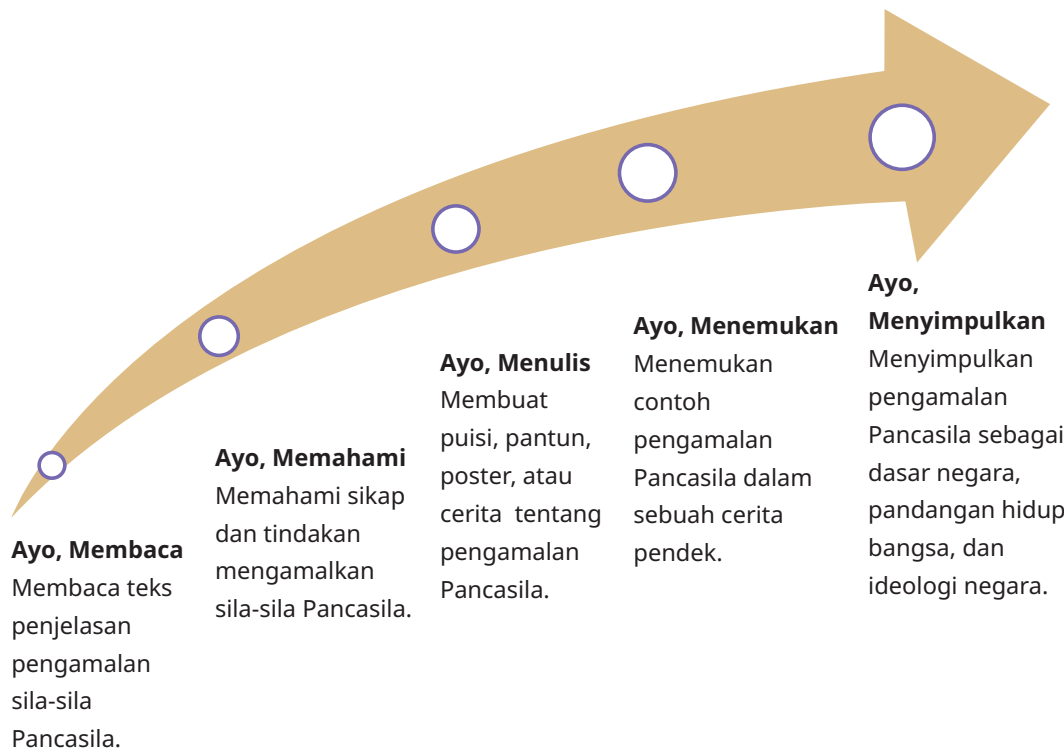 Ayo, Membaca
Membaca teks
penjelasan
pengamalan
sila-sila
Pancasila.
Ayo, Memahami
Memahami sikap
dan tindakan
mengamalkan
sila-sila Pancasila.
Ayo, Menulis
Membuat
puisi, pantun,
poster, atau
cerita tentang
pengamalan
Pancasila.
Ayo, Menemukan
Menemukan
contoh
pengamalan
Pancasila dalam
sebuah cerita
pendek.
Ayo,
Menyimpulkan
Menyimpulkan
pengamalan
Pancasila sebagai
dasar negara,
pandangan hidup
bangsa, dan
ideologi negara.